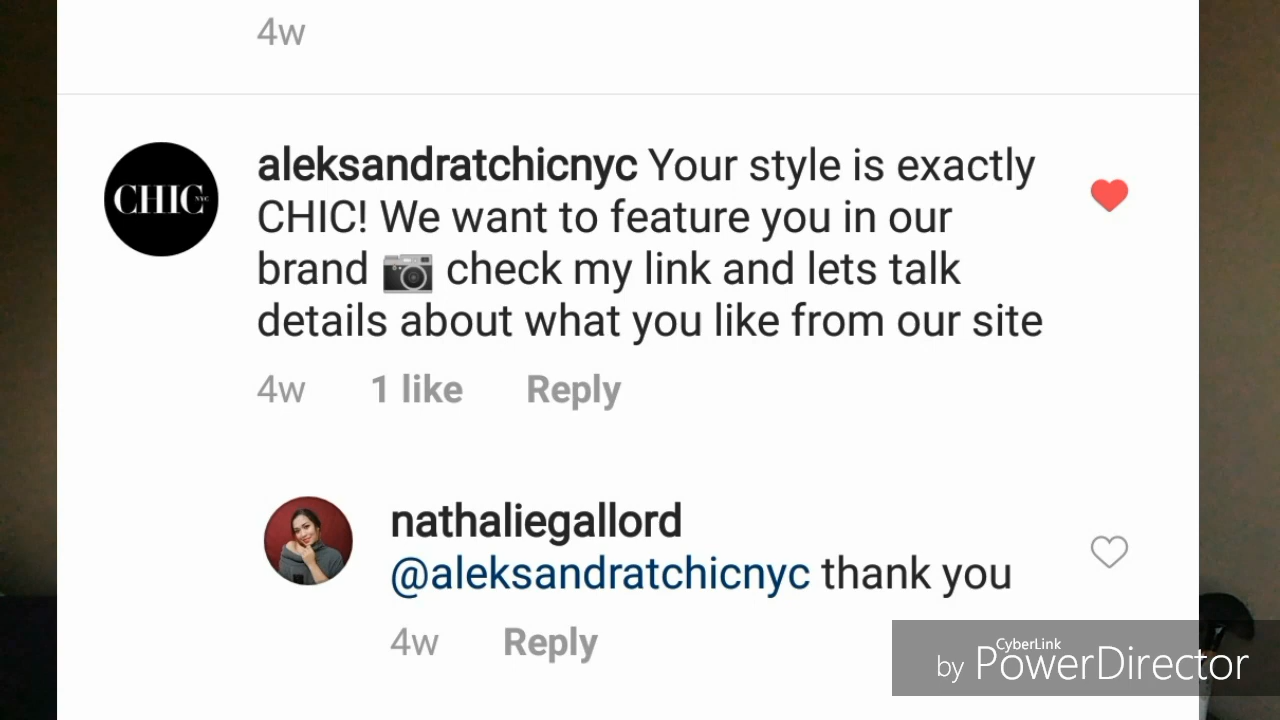 4w
CHIC NYC
aleksandratchicnyc Your style is exactly
CHIC! We want to feature you in our
brand 📷 check my link and lets talk
details about what you like from our site
4w 1 like Reply
nathaliegallord
@aleksandratchicnyc thank you
4w Reply
CyberLink
by PowerDirector